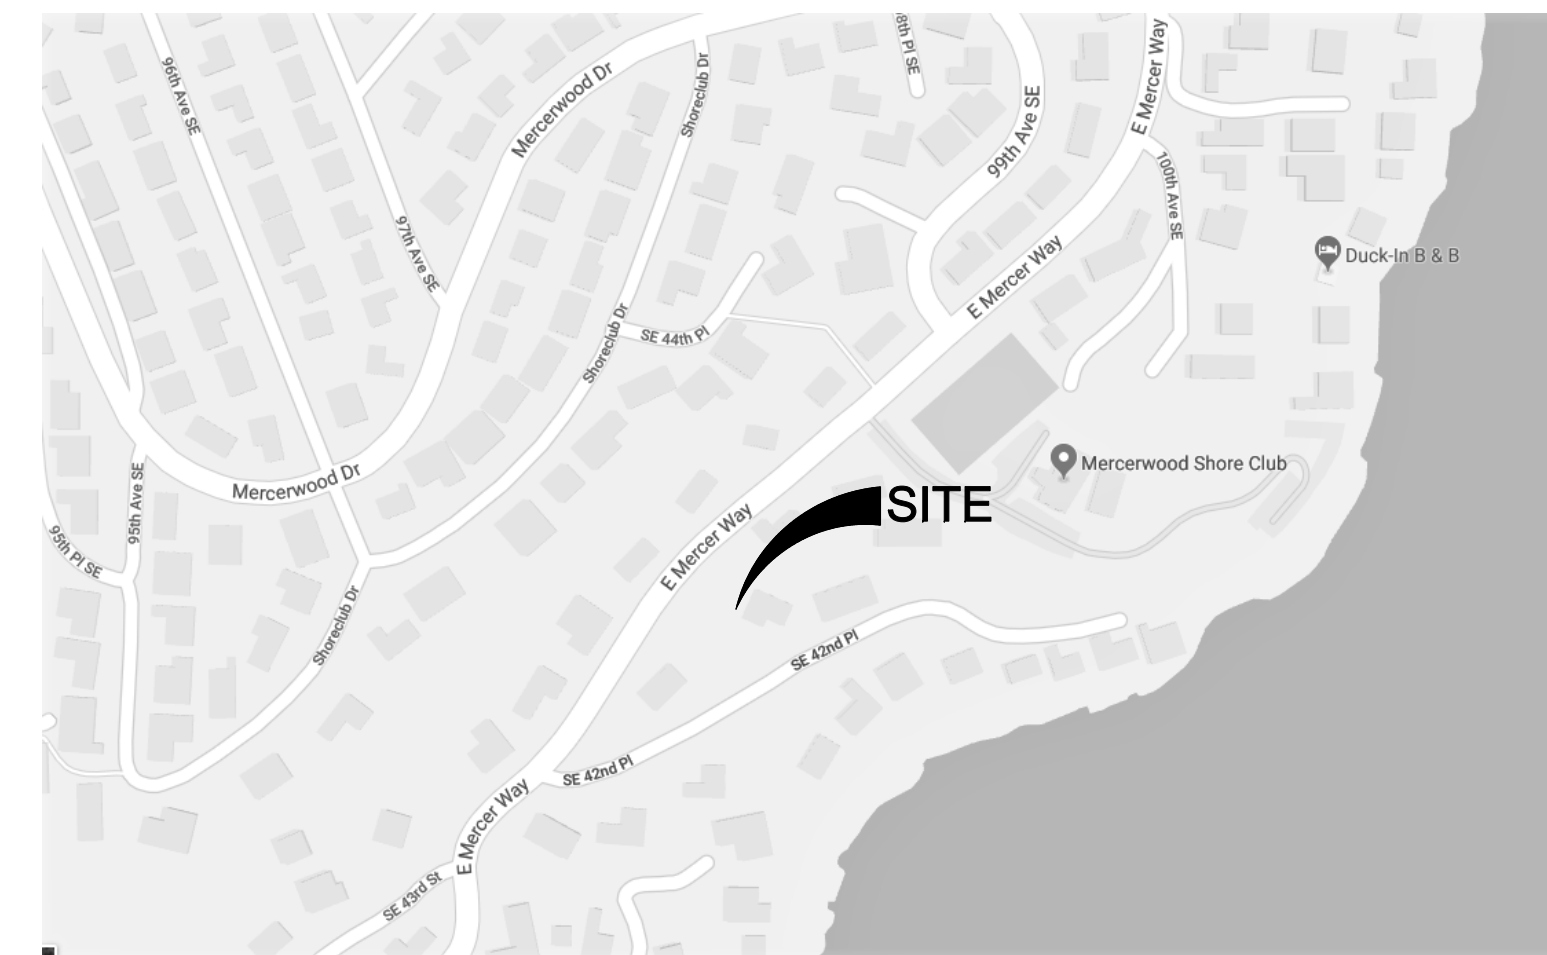 8th Pl SE
E Mercer Way
96th Ave SE
Mercerwood Dr
Shoreclub Dr
99th Ave SE
100th Ave SE
97th Ave SE
E Mercer Way
Duck-In B & B
SE 44th Pl
Shoreclub Dr
Mercerwood Shore Club
Mercerwood Dr
95th Ave SE
SITE
E Mercer Way
95th Pl SE
Shoreclub Dr
SE 42nd Pl
SE 42nd Pl
E Mercer Way
SE 43rd St